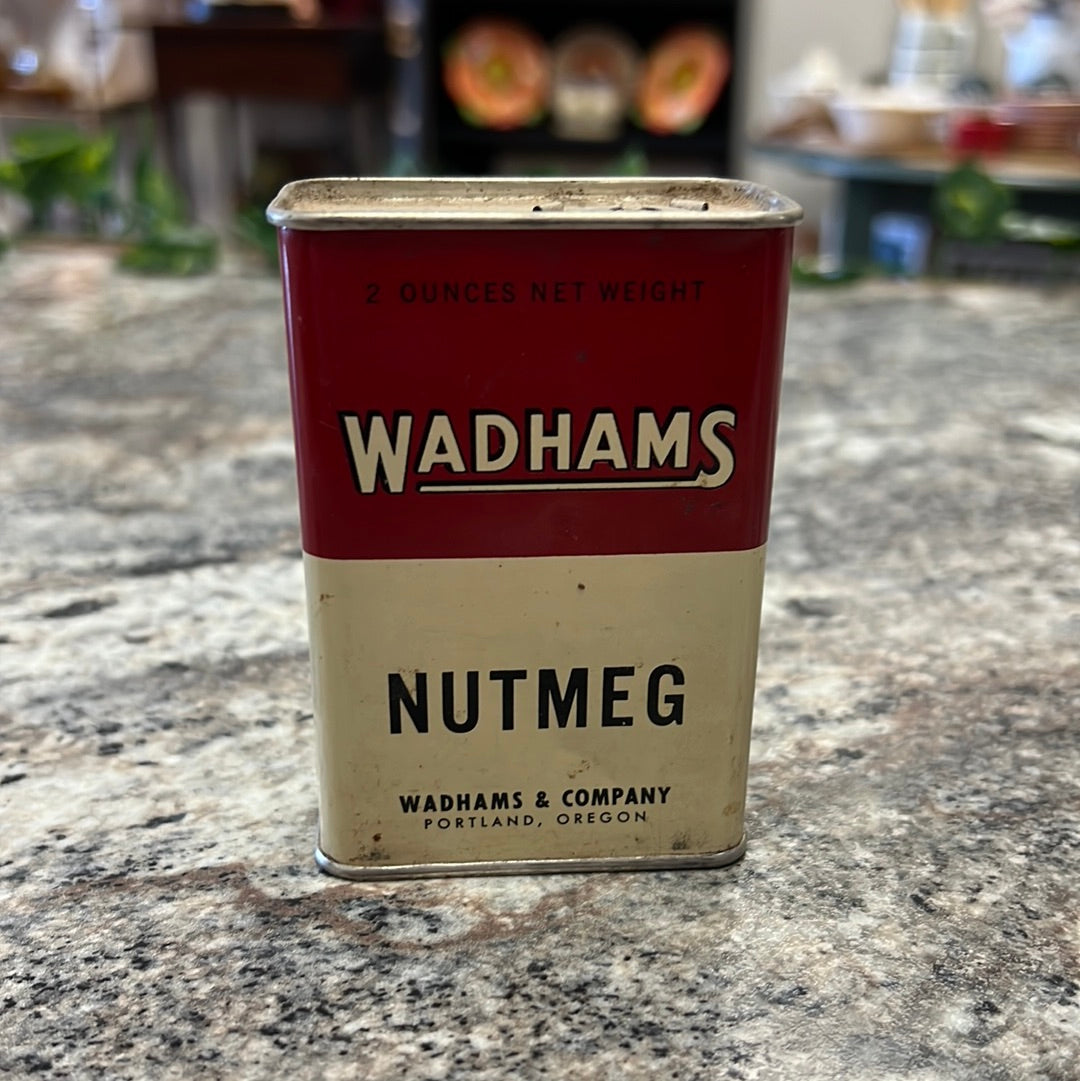 2 OUNCES NET WEIGHT
WADHAMS
NUTMEG
WADHAMS & COMPANY
PORTLAND, OREGON